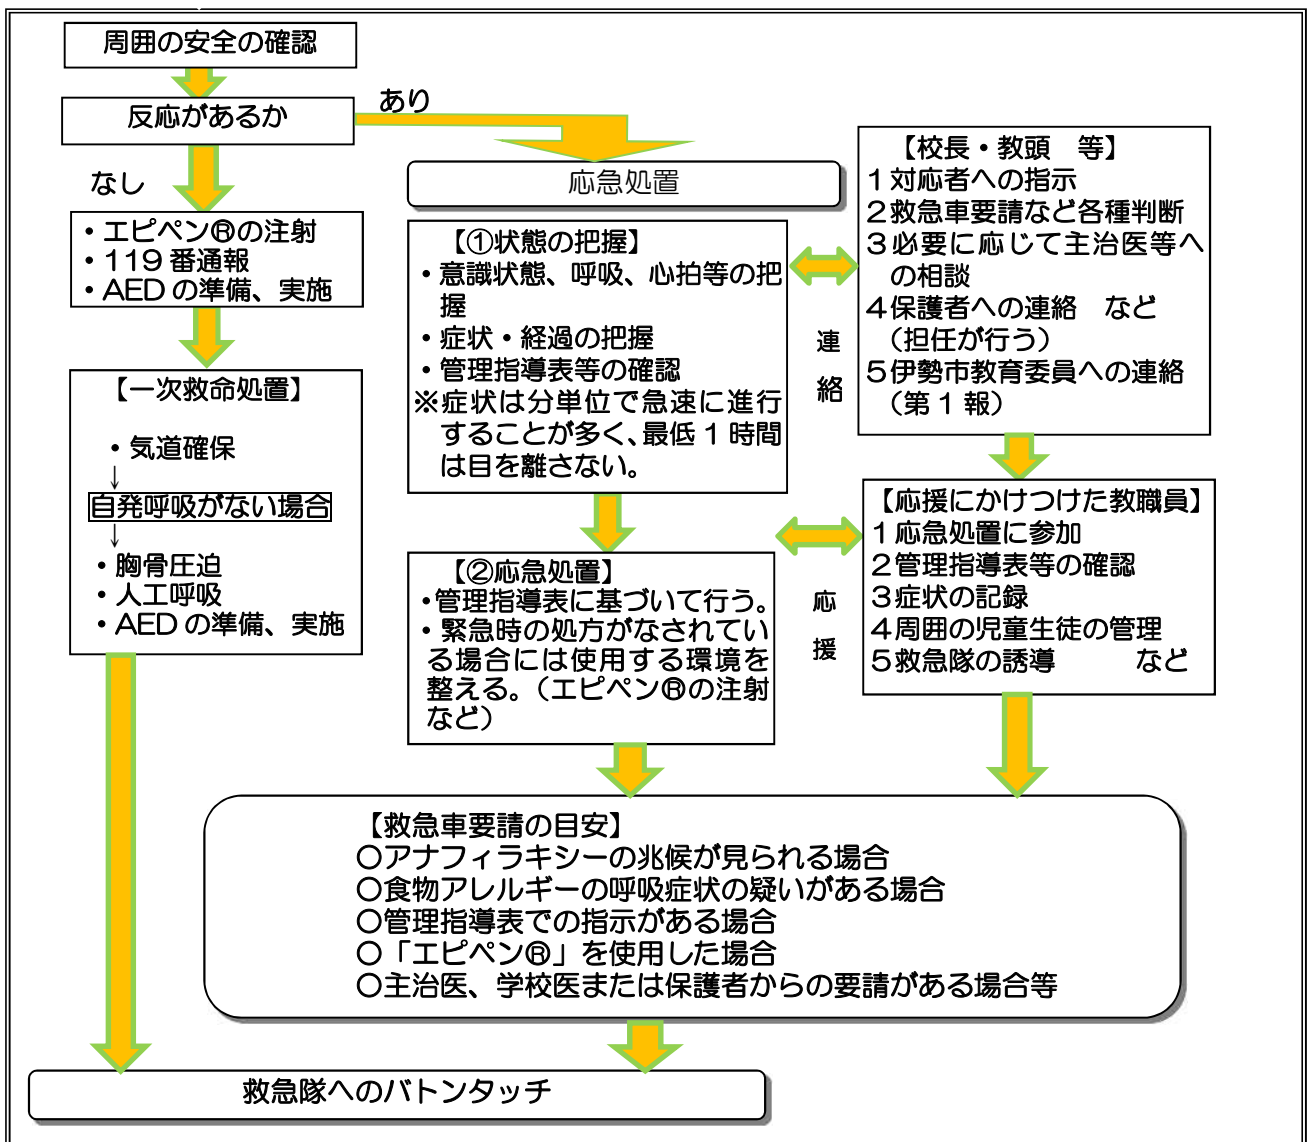 周囲の安全の確認
反応があるか
あり
なし
・エピペン®の注射
・119番通報
・AEDの準備、実施
【一次救命処置】
・気道確保
↓
自発呼吸がない場合
↓
・胸骨圧迫
・人工呼吸
・AEDの準備、実施
応急処置
【①状態の把握】
・意識状態、呼吸、心拍等の把
握
・症状・経過の把握
・管理指導表等の確認
※症状は分単位で急速に進行
することが多く、最低1時間
は目を離さない。
連
絡
【校長・教頭　等】
1対応者への指示
2救急車要請など各種判断
3必要に応じて主治医等へ
の相談
4保護者への連絡　など
（担任が行う）
5伊勢市教育委員への連絡
（第1報）
【②応急処置】
・管理指導表に基づいて行う。
・緊急時の処方がなされてい
る場合には使用する環境を
整える。（エピペン®の注射
など）
応
援
【応援にかけつけた教職員】
1応急処置に参加
2管理指導表等の確認
3症状の記録
4周囲の児童生徒の管理
5救急隊の誘導　　　など
【救急車要請の目安】
○アナフィラキシーの兆候が見られる場合
○食物アレルギーの呼吸症状の疑いがある場合
○管理指導表での指示がある場合
○「エピペン®」を使用した場合
○主治医、学校医または保護者からの要請がある場合等
救急隊へのバトンタッチ